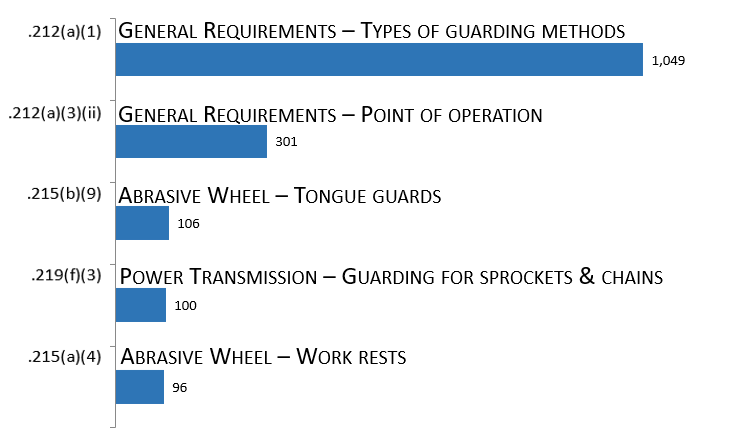 .212(a)(1) General Requirements – Types of guarding methods
1,049
.212(a)(3)(ii) General Requirements – Point of operation
301
.215(b)(9) Abrasive Wheel – Tongue guards
106
.219(f)(3) Power Transmission – Guarding for sprockets & chains
100
.215(a)(4) Abrasive Wheel – Work rests
96